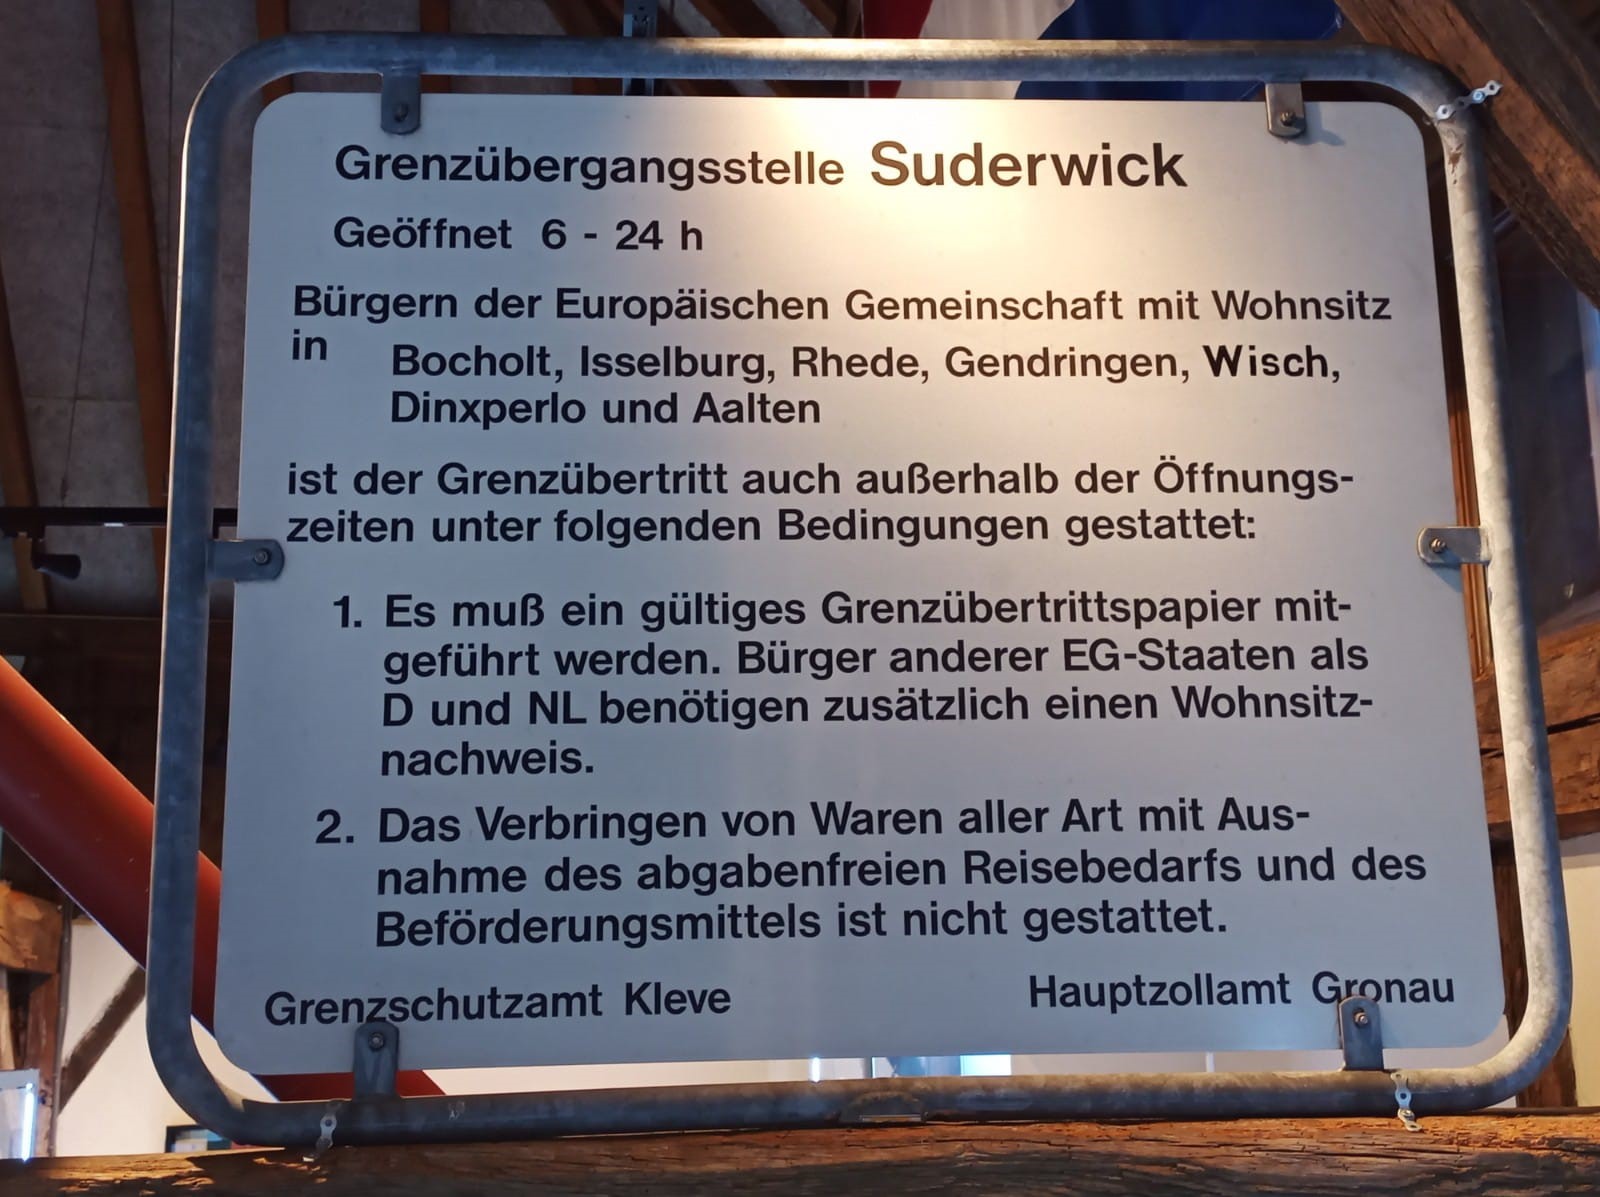 Grenzübergangsstelle Suderwick
Geöffnet 6 - 24 h
Bürgern der Europäischen Gemeinschaft mit Wohnsitz
in Bocholt, Isselburg, Rhede, Gendringen, Wisch,
Dinxperlo und Aalten
ist der Grenzübertritt auch außerhalb der Öffnungs-
zeiten unter folgenden Bedingungen gestattet:
1. Es muß ein gültiges Grenzübertrittspapier mit-
geführt werden. Bürger anderer EG-Staaten als
D und NL benötigen zusätzlich einen Wohnsitz-
nachweis.
2. Das Verbringen von Waren aller Art mit Aus-
nahme des abgabenfreien Reisebedarfs und des
Beförderungsmittels ist nicht gestattet.
Grenzschutzamt Kleve Hauptzollamt Gronau